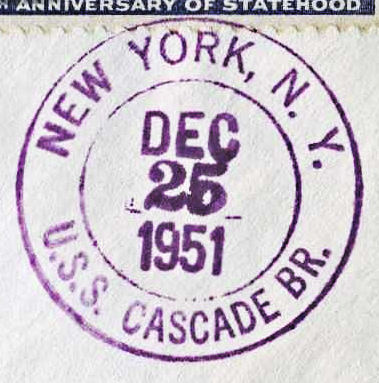 ANNIVERSARY OF STATEHOOD
NEW YORK, N. Y.
DEC
25
1951
U.S.S. CASCADE BR.